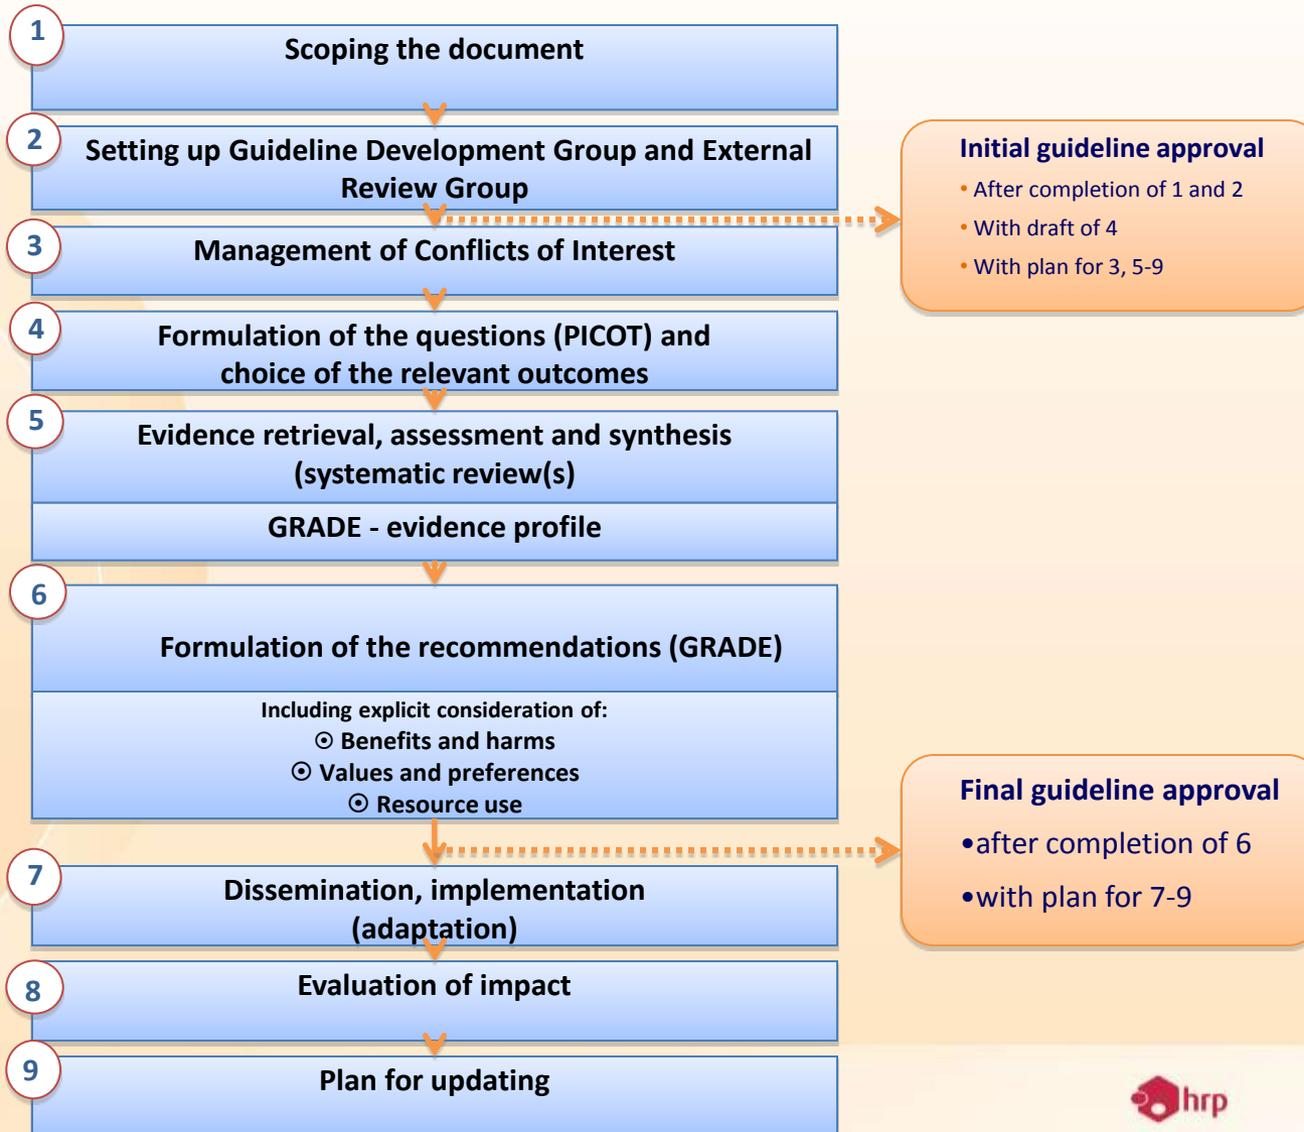 1
Scoping the document
2
Setting up Guideline Development Group and External
Review Group
3
Management of Conflicts of Interest
4
Formulation of the questions (PICOT) and
choice of the relevant outcomes
5
Evidence retrieval, assessment and synthesis
(systematic review(s)
GRADE - evidence profile
6
Formulation of the recommendations (GRADE)
Including explicit consideration of:
☉ Benefits and harms
☉ Values and preferences
☉ Resource use
7
Dissemination, implementation
(adaptation)
8
Evaluation of impact
9
Plan for updating
Initial guideline approval
• After completion of 1 and 2
• With draft of 4
• With plan for 3, 5-9
Final guideline approval
•after completion of 6
•with plan for 7-9
hrp